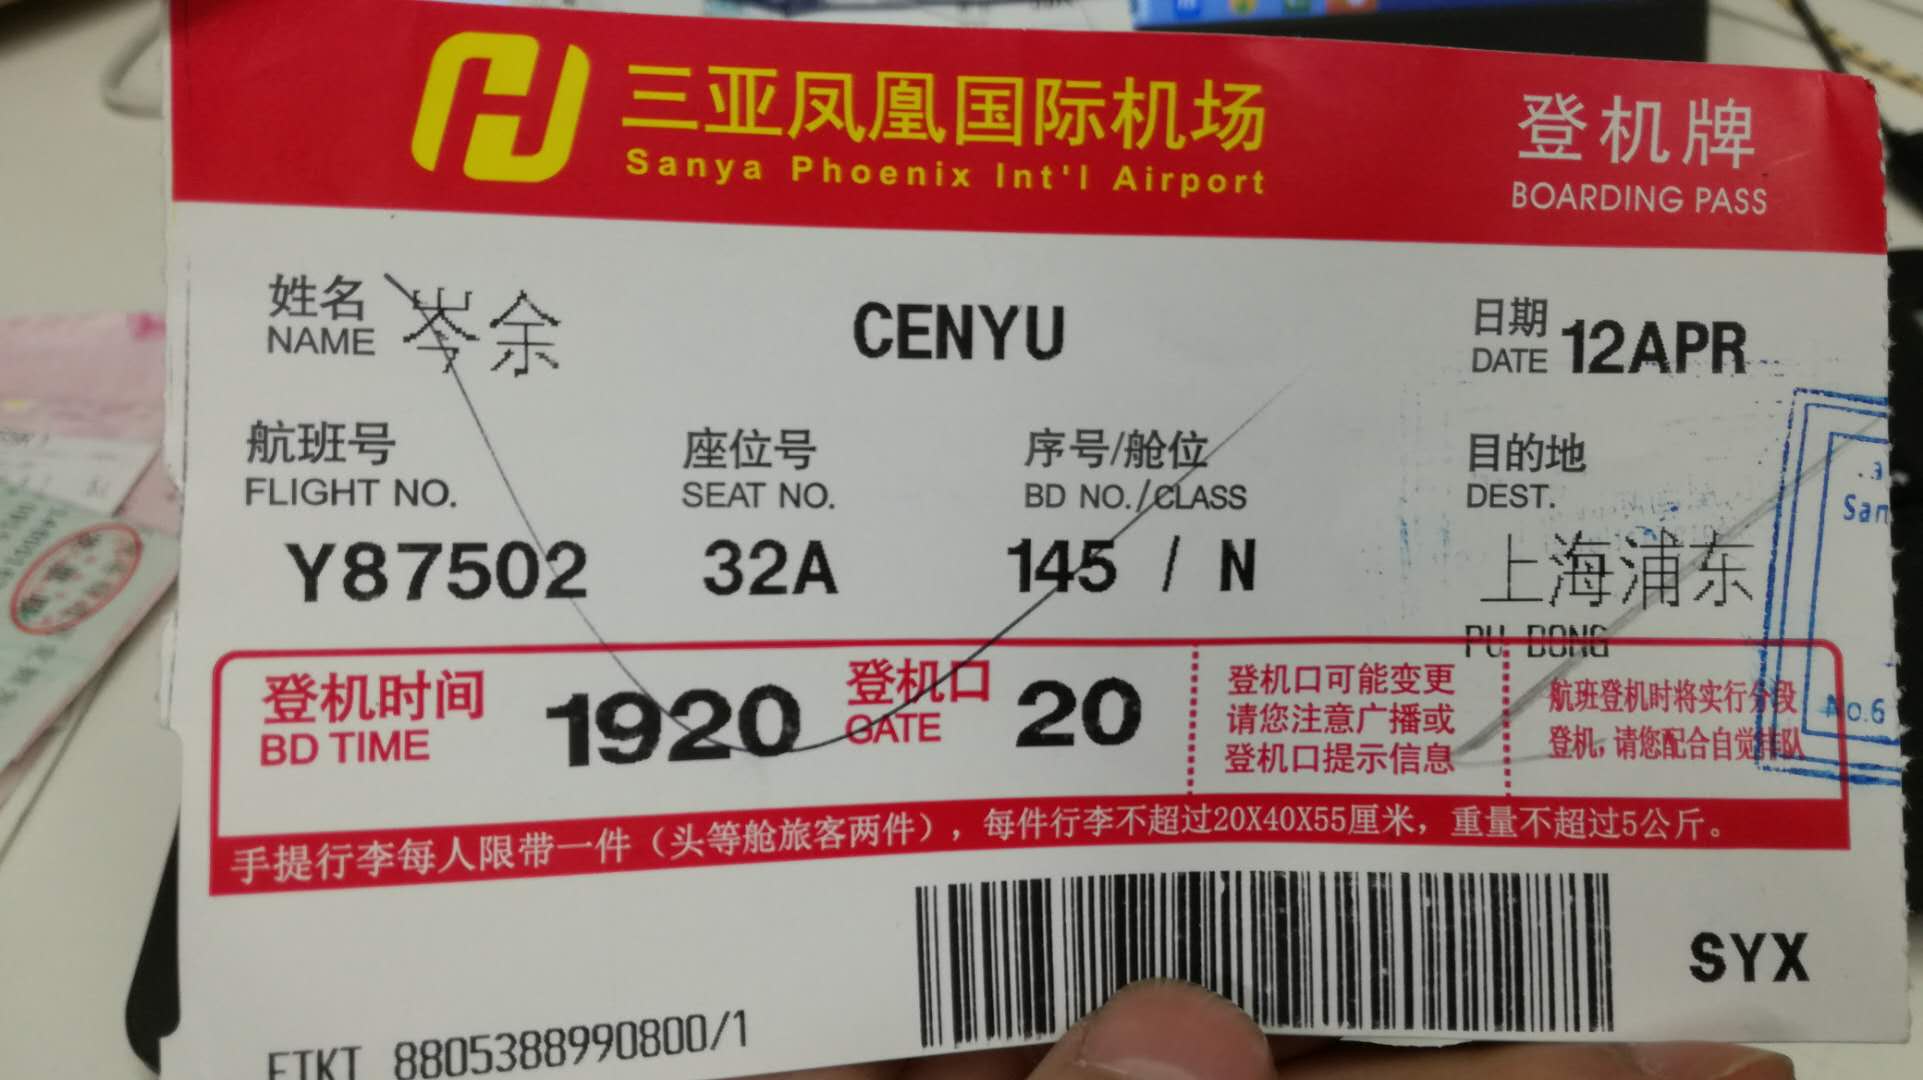 三亚凤凰国际机场
Sanya Phoenix Int'l Airport
登机牌
BOARDING PASS
姓名
NAME
岑余
CENYU
日期
DATE
12APR
航班号
FLIGHT NO.
Y87502
座位号
SEAT NO.
32A
序号/舱位
BD NO./CLASS
145 / N
目的地
DEST.
上海浦东
PU DONG
登机时间
BD TIME
1920
登机口
GATE
20
登机口可能变更
请您注意广播或
登机口提示信息
航班登机时将实行分段
登机,请您配合自觉排队
手提行李每人限带一件（头等舱旅客两件），每件行李不超过20X40X55厘米，重量不超过5公斤。
SYX
ETKT 8805388990800/1
San
No.6